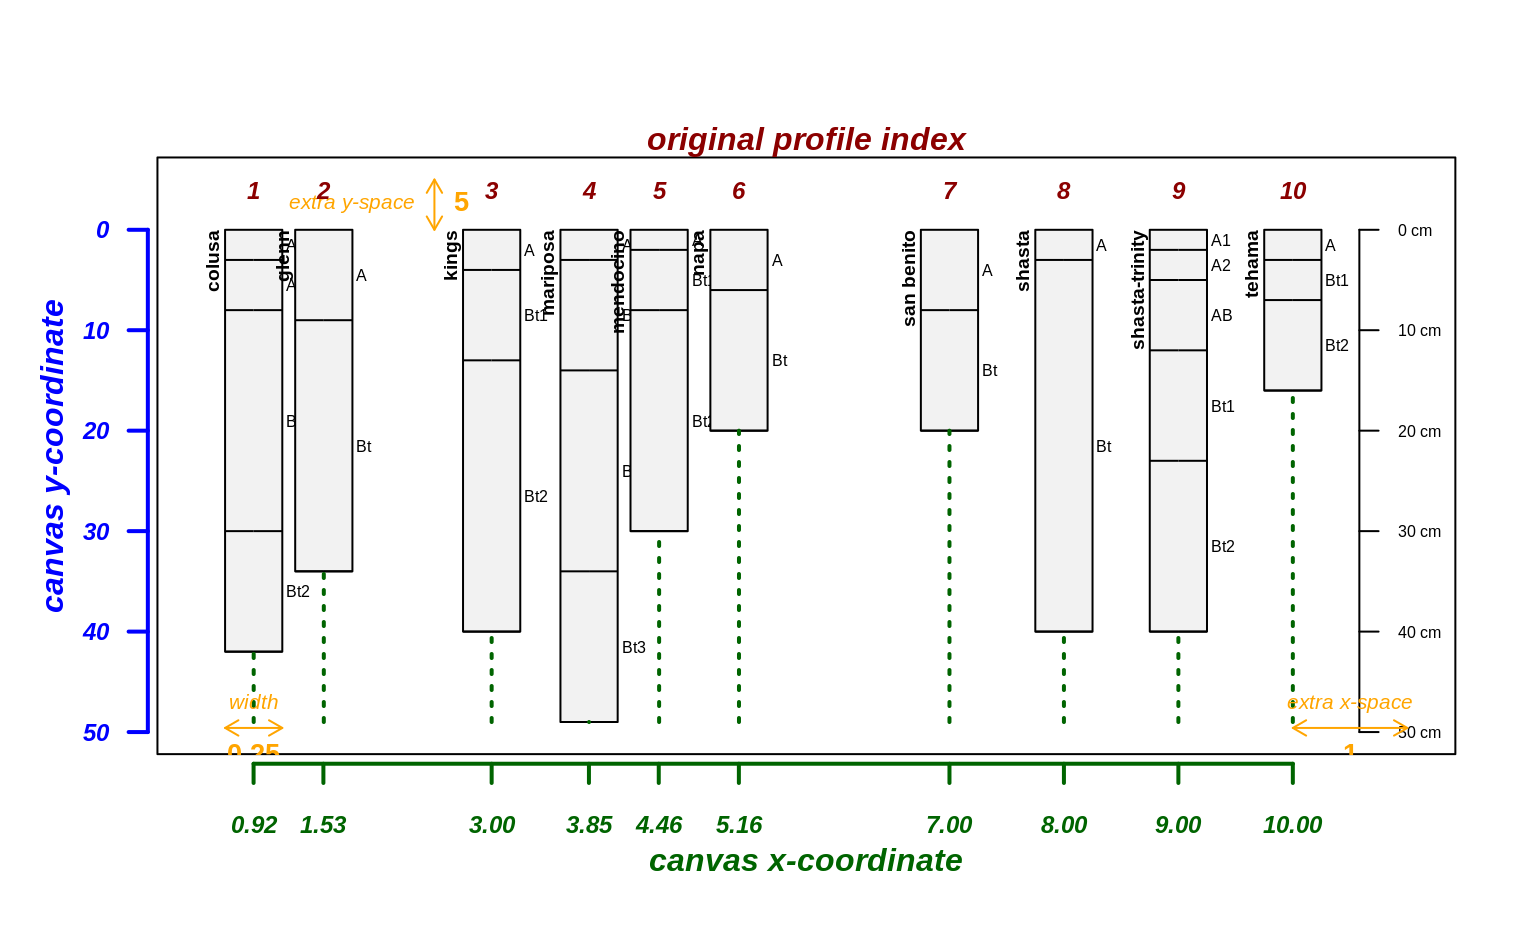 original profile index
1 2 3 4 5 6 7 8 9 10
extra y-space 5
canvas y-coordinate
0
10
20
30
40
50
colusa
A
A
Bt2
glenn
A
Bt
kings
A
Bt1
Bt2
mariposa
A
Bt3
mendocino
mapa
A
Bt
san benito
A
Bt
shasta
A
Bt
shasta-trinity
A1
A2
AB
Bt1
Bt2
tehama
A
Bt1
Bt2
0 cm
10 cm
20 cm
30 cm
40 cm
50 cm
width
0.25
extra x-space
1
0.92 1.53 3.00 3.85 4.46 5.16 7.00 8.00 9.00 10.00
canvas x-coordinate